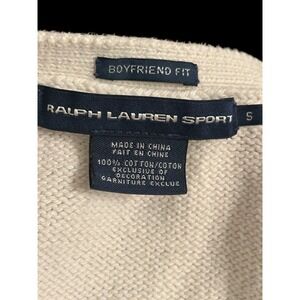 BOYFRIEND FIT
RALPH LAUREN SPORT S
MADE IN CHINA
FAIT EN CHINE
100% COTTON/COTON
EXCLUSIVE OF
DECORATION
GARNITURE EXCLUE